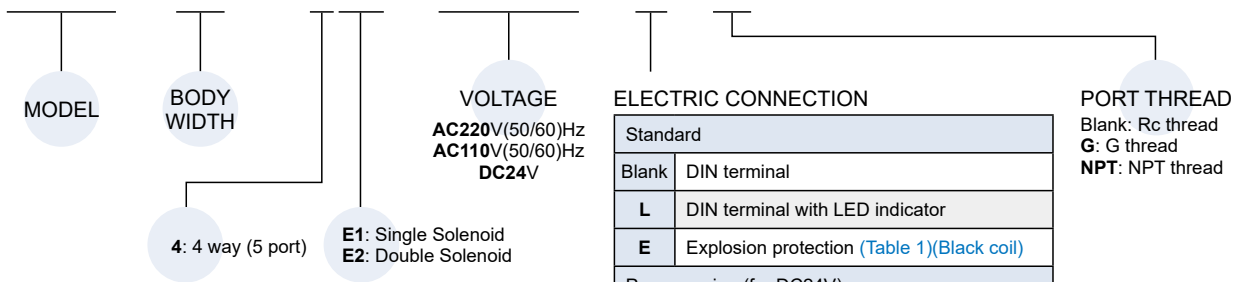 MODEL
BODY
WIDTH
4: 4 way (5 port)
E1: Single Solenoid
E2: Double Solenoid
VOLTAGE
AC220V(50/60)Hz
AC110V(50/60)Hz
DC24V
ELECTRIC CONNECTION
Standard
Blank DIN terminal
L DIN terminal with LED indicator
E Explosion protection (Table 1)(Black coil)
PORT THREAD
Blank: Rc thread
G: G thread
NPT: NPT thread